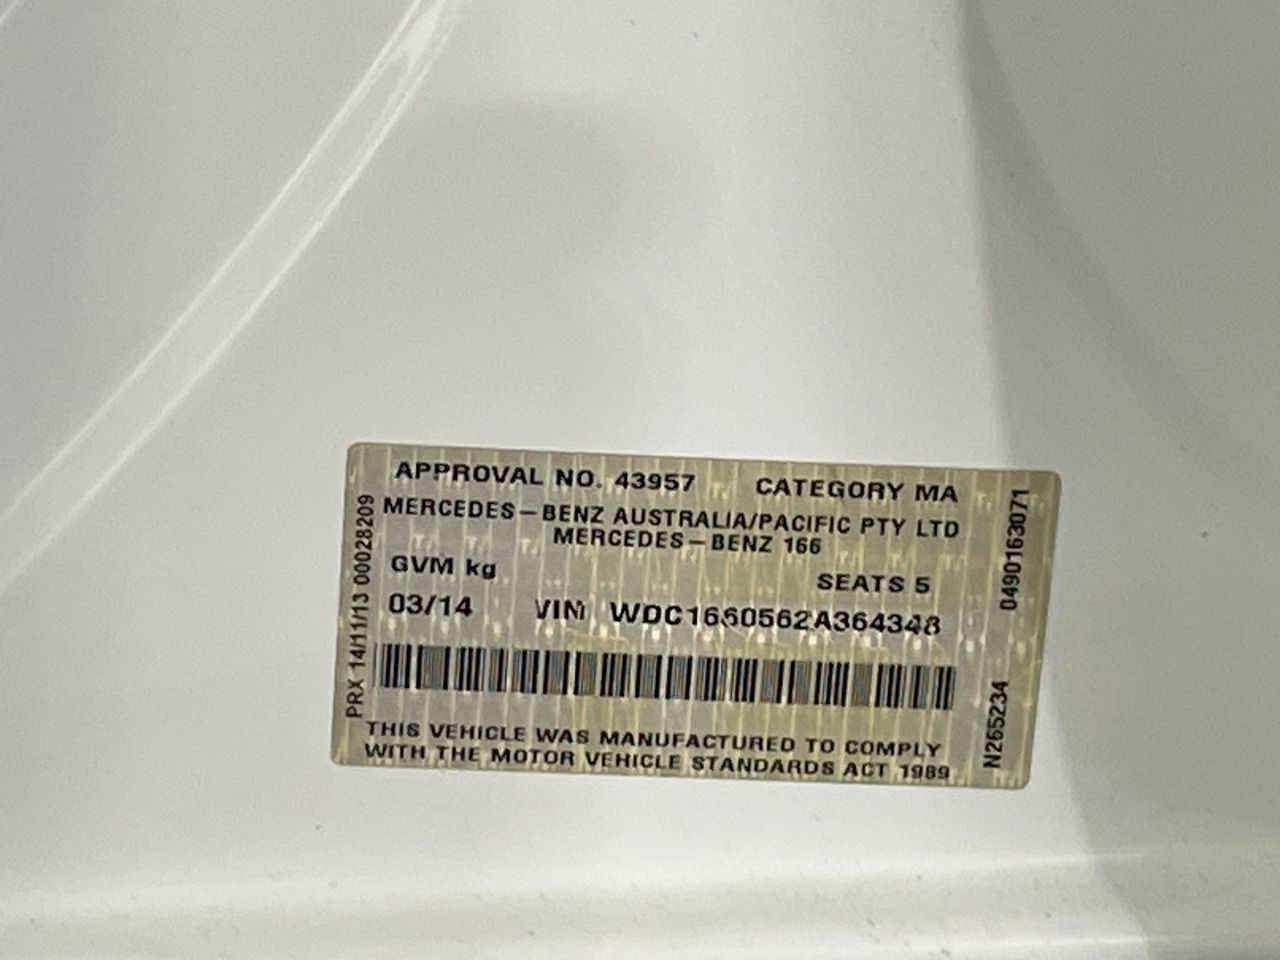 APPROVAL NO. 43957 CATEGORY MA
MERCEDES-BENZ AUSTRALIA/PACIFIC PTY LTD
MERCEDES-BENZ 166
GVM kg SEATS 5
03/14 VIN WDC1660562A364348
THIS VEHICLE WAS MANUFACTURED TO COMPLY
WITH THE MOTOR VEHICLE STANDARDS ACT 1989
PRX 14/11/13 00028209
0490163071
N265234